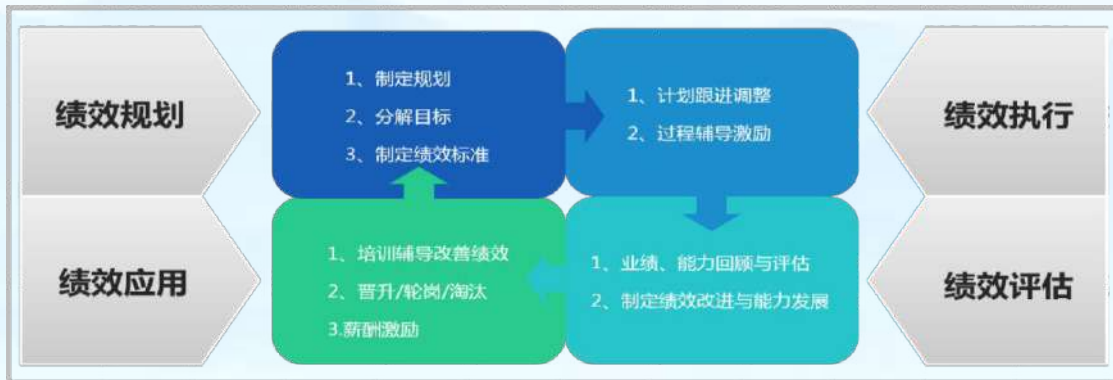 绩效规划
1、制定规划
2、分解目标
3、制定绩效标准
1、计划跟进调整
2、过程辅导激励
绩效执行
绩效应用
1、培训辅导改善绩效
2、晋升/轮岗/淘汰
3.薪酬激励
1、业绩、能力回顾与评估
2、制定绩效改进与能力发展
绩效评估